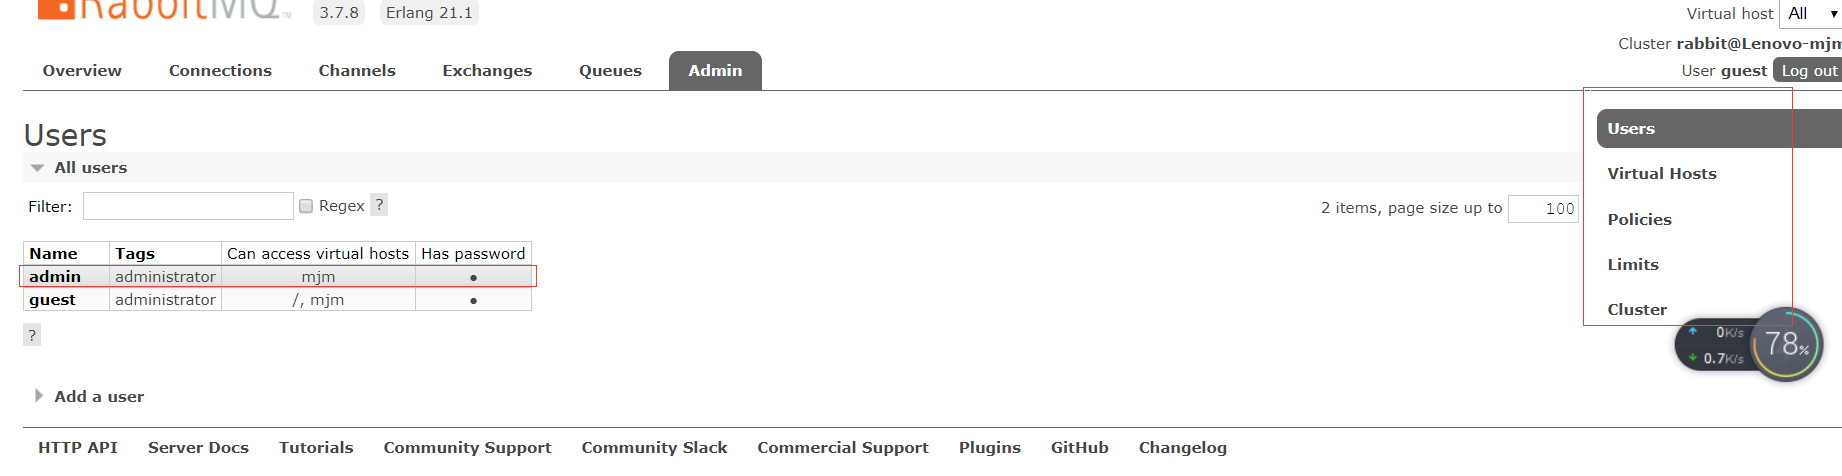 RabbitMQ TM 3.7.8 Erlang 21.1
Virtual host All
Cluster rabbit@Lenovo-mjm
User guest Log out
Overview Connections Channels Exchanges Queues Admin
Users
All users
Filter: Regex ?
2 items, page size up to 100
Name Tags Can access virtual hosts Has password
admin administrator mjm ●
guest administrator /, mjm ●
?
Add a user
HTTP API Server Docs Tutorials Community Support Community Slack Commercial Support Plugins GitHub Changelog
Users
Virtual Hosts
Policies
Limits
Cluster
0K/s
0.7K/s
78%